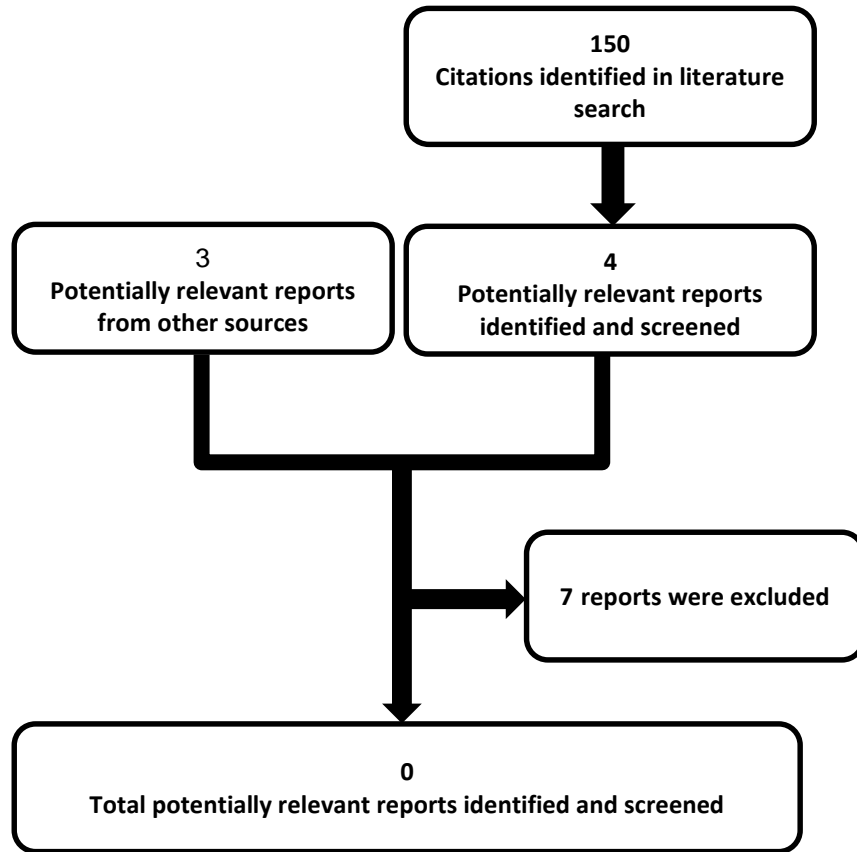 150
Citations identified in literature
search
3
Potentially relevant reports
from other sources
4
Potentially relevant reports
identified and screened
7 reports were excluded
0
Total potentially relevant reports identified and screened